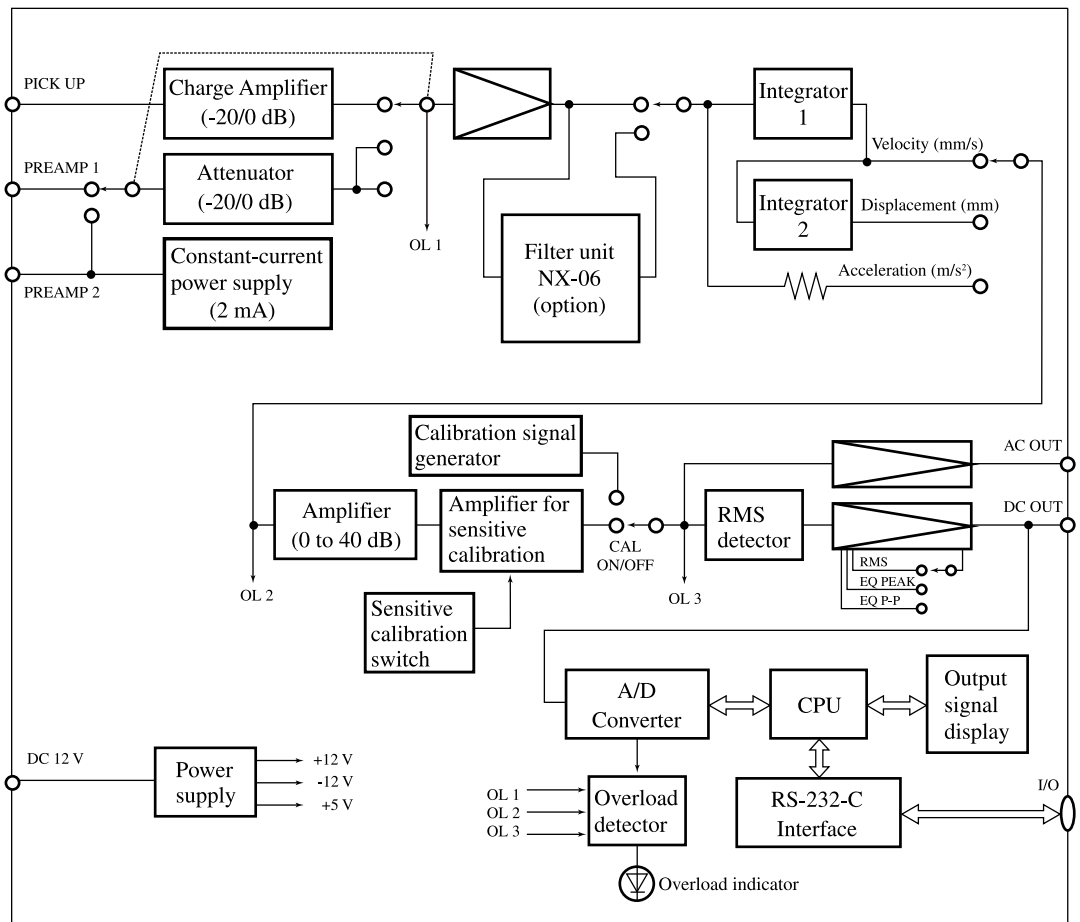 PICK UP
Charge Amplifier
(-20/0 dB)
Integrator
1
Velocity (mm/s)
PREAMP 1
Attenuator
(-20/0 dB)
Integrator
2
Displacement (mm)
OL 1
Filter unit
NX-06
(option)
PREAMP 2
Constant-current
power supply
(2 mA)
Acceleration (m/s²)
Calibration signal
generator
AC OUT
Amplifier
(0 to 40 dB)
Amplifier for
sensitive
calibration
CAL
ON/OFF
RMS
detector
DC OUT
RMS
EQ PEAK
EQ P-P
OL 2
OL 3
Sensitive
calibration
switch
A/D
Converter
CPU
Output
signal
display
DC 12 V
Power
supply
+12 V
-12 V
+5 V
OL 1
OL 2
OL 3
Overload
detector
RS-232-C
Interface
I/O
Overload indicator